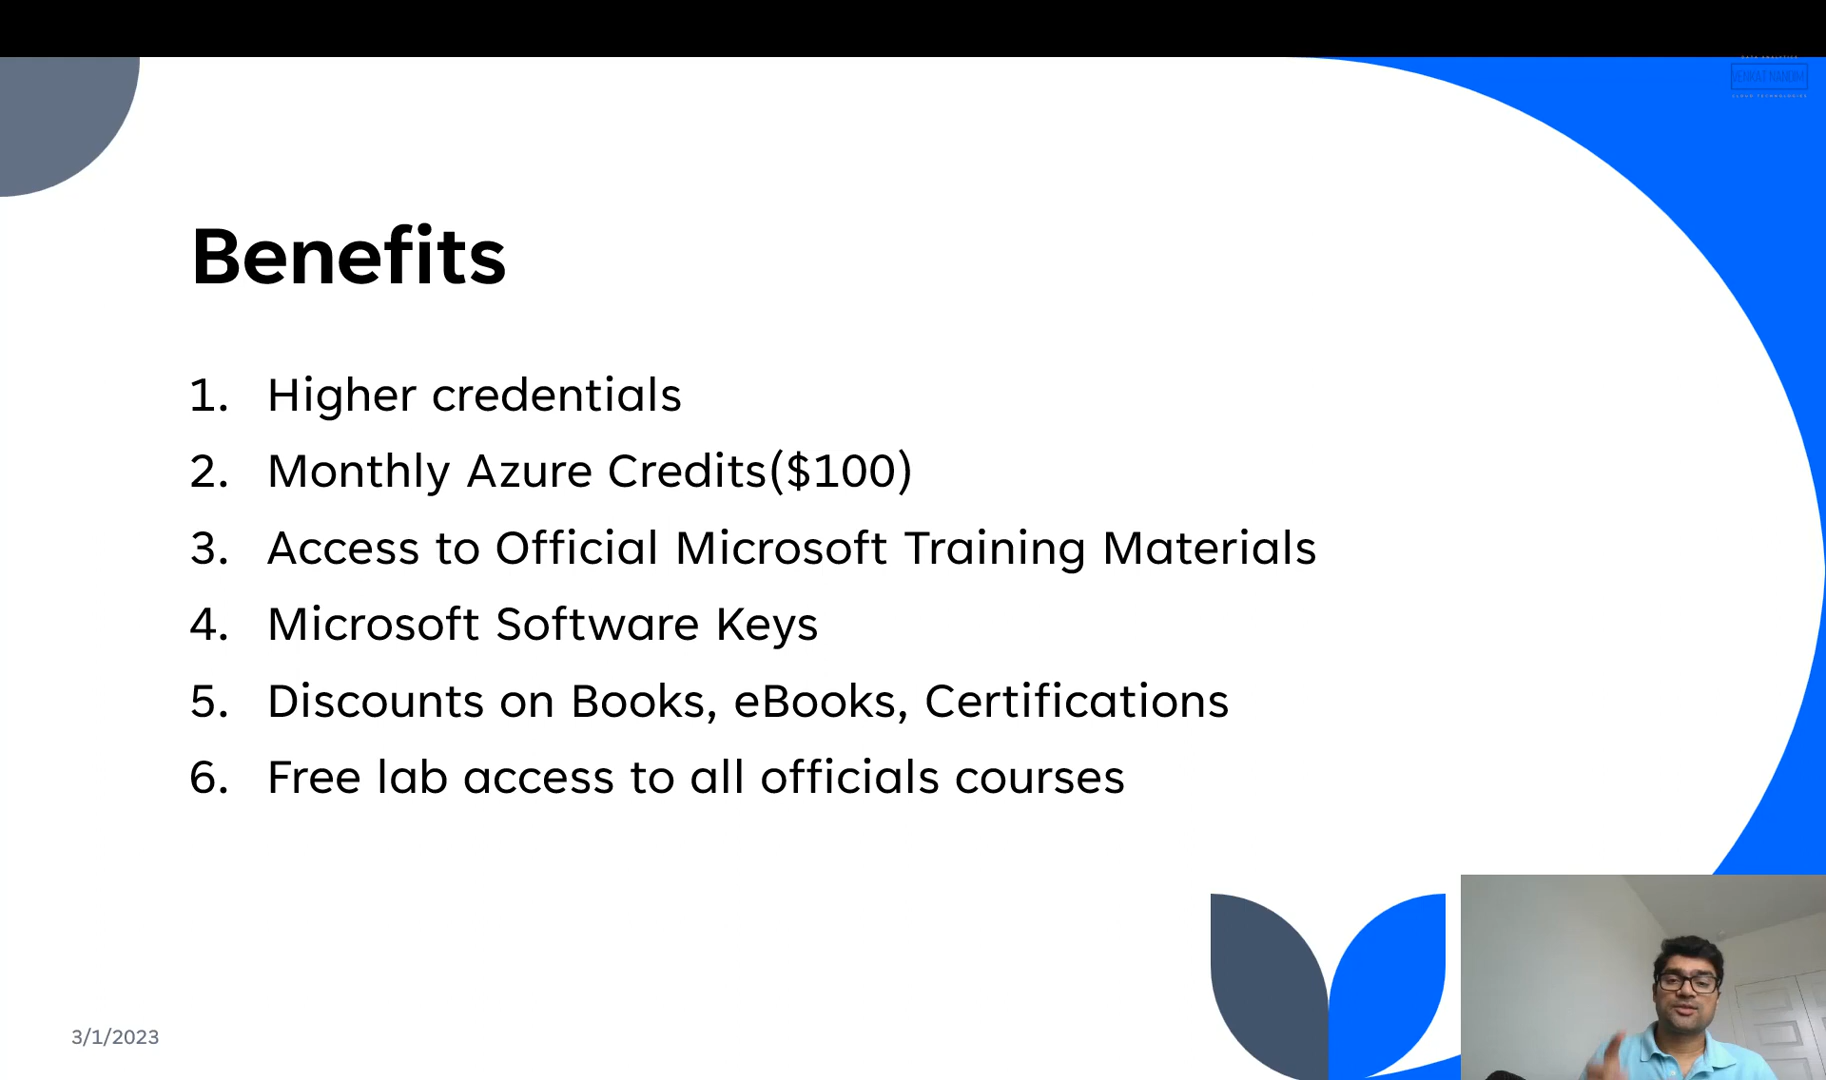 Benefits
1. Higher credentials
2. Monthly Azure Credits($100)
3. Access to Official Microsoft Training Materials
4. Microsoft Software Keys
5. Discounts on Books, eBooks, Certifications
6. Free lab access to all officials courses
3/1/2023